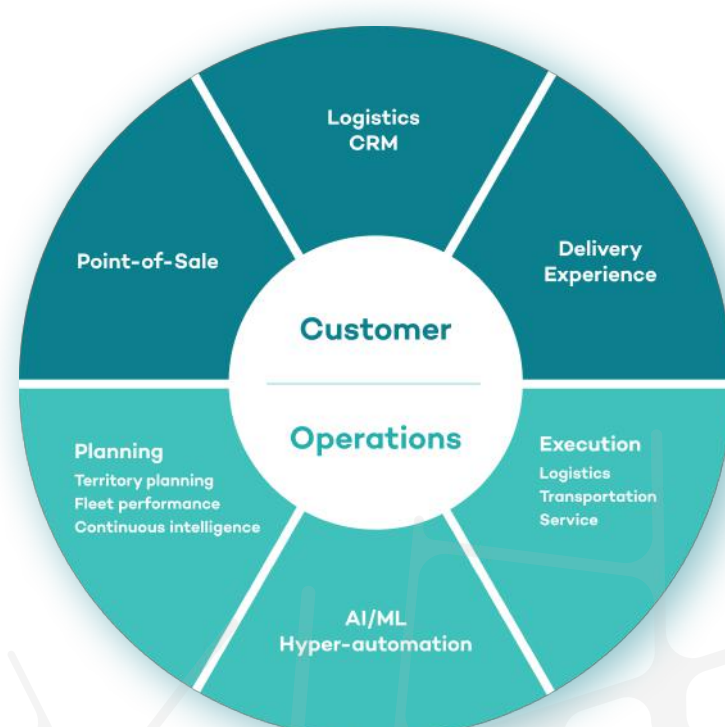 Logistics
CRM
Point-of-Sale
Delivery
Experience
Customer
Operations
Planning
Territory planning
Fleet performance
Continuous intelligence
Execution
Logistics
Transportation
Service
AI/ML
Hyper-automation